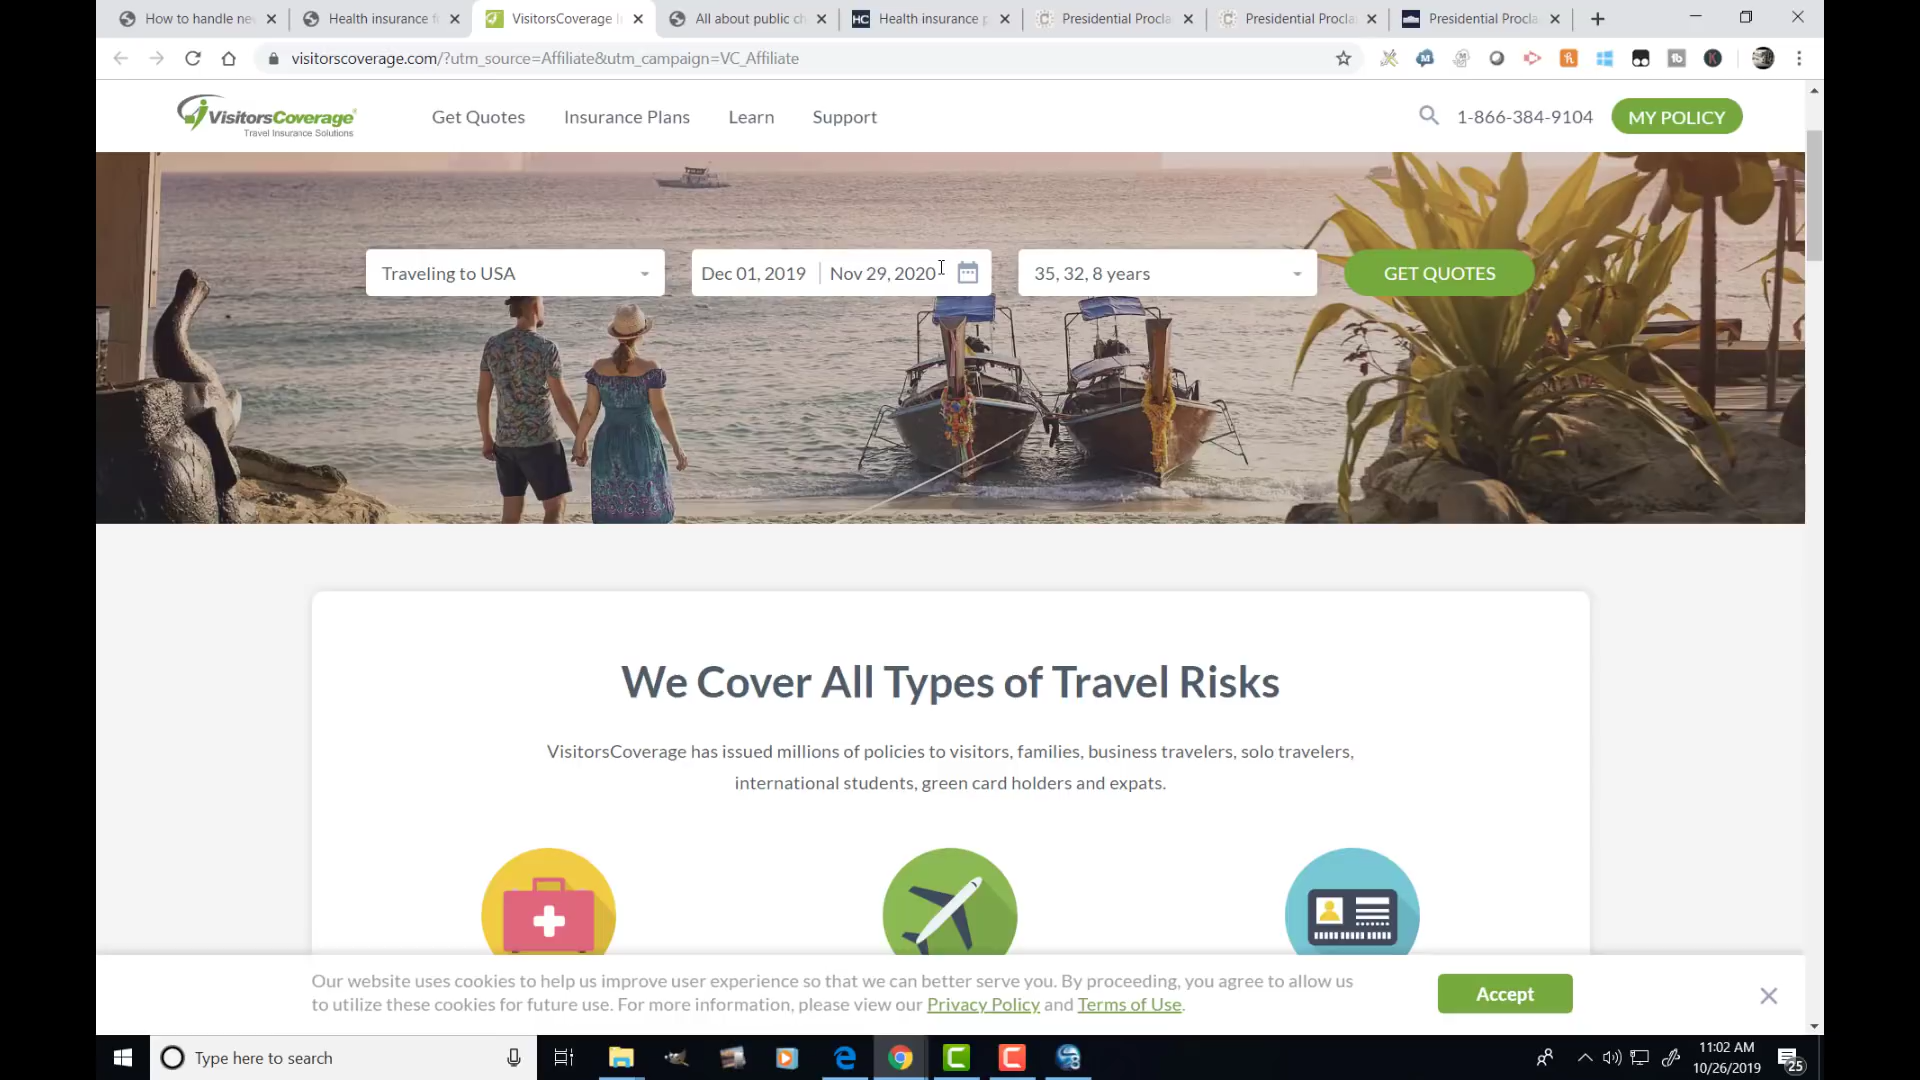 How to handle ne
Health insurance f
VisitorsCoverage I
All about public ch
HC Health insurance p
Presidential Procla
Presidential Procla
Presidential Procla
visitorscoverage.com/?utm_source=Affiliate&utm_campaign=VC_Affiliate
VisitorsCoverage
Travel Insurance Solutions
Get Quotes
Insurance Plans
Learn
Support
1-866-384-9104
MY POLICY
Traveling to USA
Dec 01, 2019
Nov 29, 2020
35, 32, 8 years
GET QUOTES
We Cover All Types of Travel Risks
VisitorsCoverage has issued millions of policies to visitors, families, business travelers, solo travelers,
international students, green card holders and expats.
Our website uses cookies to help us improve user experience so that we can better serve you. By proceeding, you agree to allow us
to utilize these cookies for future use. For more information, please view our Privacy Policy and Terms of Use.
Accept
Type here to search
11:02 AM
10/26/2019
25